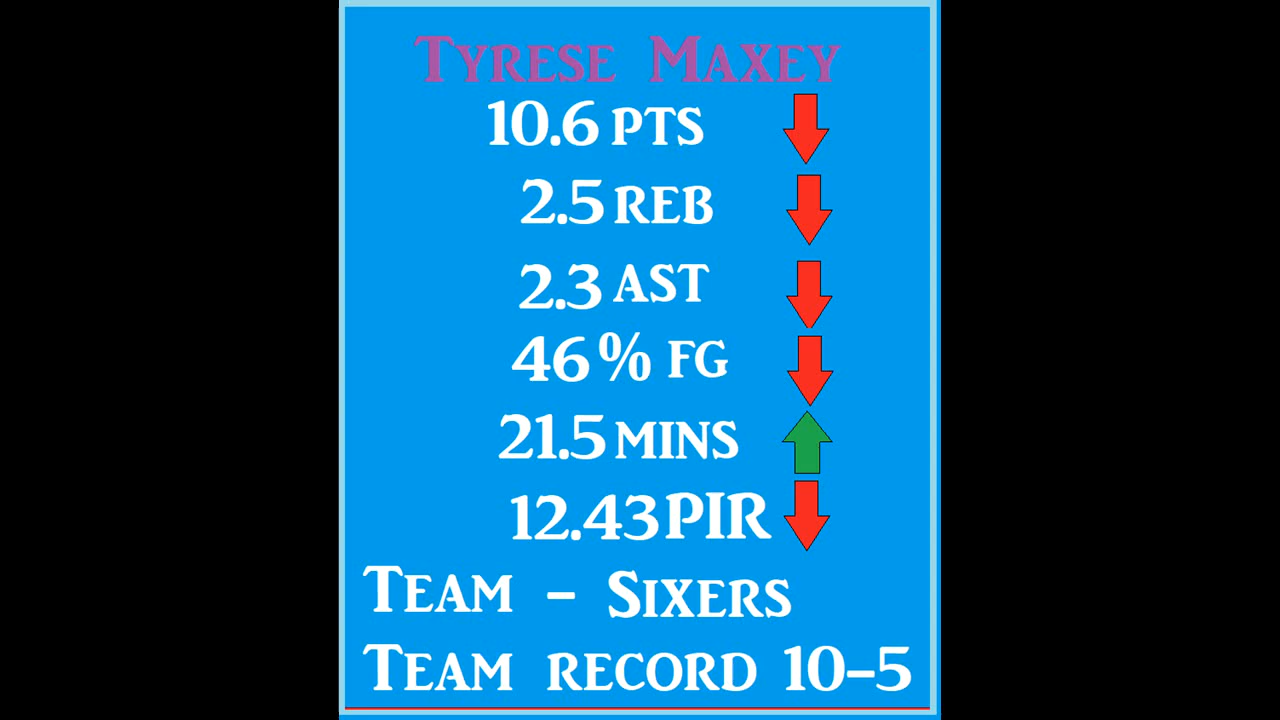 Tyrese Maxey
10.6 PTS
2.5 REB
2.3 AST
46% FG
21.5 MINS
12.43 PIR
Team - Sixers
Team record 10-5